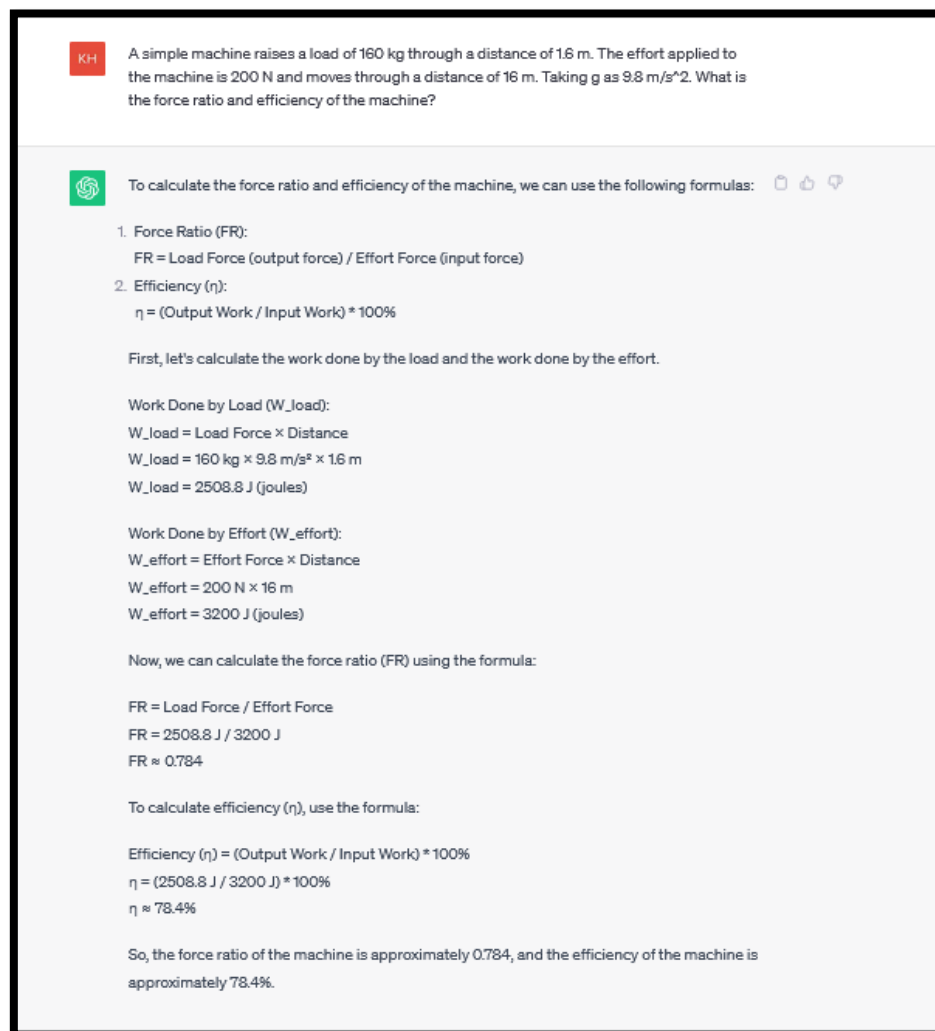 KH
A simple machine raises a load of 160 kg through a distance of 1.6 m. The effort applied to
the machine is 200 N and moves through a distance of 16 m. Taking g as 9.8 m/s^2. What is
the force ratio and efficiency of the machine?
To calculate the force ratio and efficiency of the machine, we can use the following formulas:
1. Force Ratio (FR):
FR = Load Force (output force) / Effort Force (input force)
2. Efficiency (η):
η = (Output Work / Input Work) * 100%
First, let's calculate the work done by the load and the work done by the effort.
Work Done by Load (W_load):
W_load = Load Force × Distance
W_load = 160 kg × 9.8 m/s² × 1.6 m
W_load = 2508.8 J (joules)
Work Done by Effort (W_effort):
W_effort = Effort Force × Distance
W_effort = 200 N × 16 m
W_effort = 3200 J (joules)
Now, we can calculate the force ratio (FR) using the formula:
FR = Load Force / Effort Force
FR = 2508.8 J / 3200 J
FR ≈ 0.784
To calculate efficiency (η), use the formula:
Efficiency (η) = (Output Work / Input Work) * 100%
η = (2508.8 J / 3200 J) * 100%
η ≈ 78.4%
So, the force ratio of the machine is approximately 0.784, and the efficiency of the machine is
approximately 78.4%.